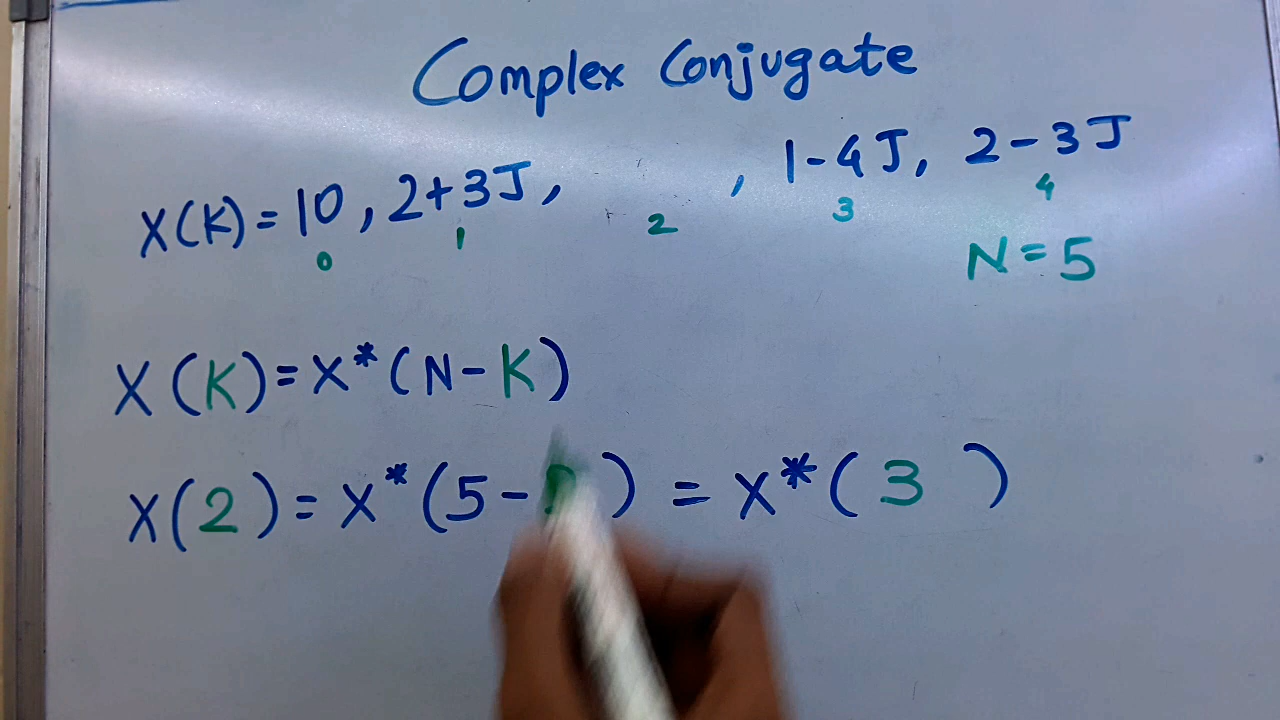 Complex Conjugate
X(K)=10, 2+3J, , 1-4J, 2-3J
0 1 2 3 4
N=5
X(K)=X*(N-K)
X(2)=X*(5- )=X*(3 )